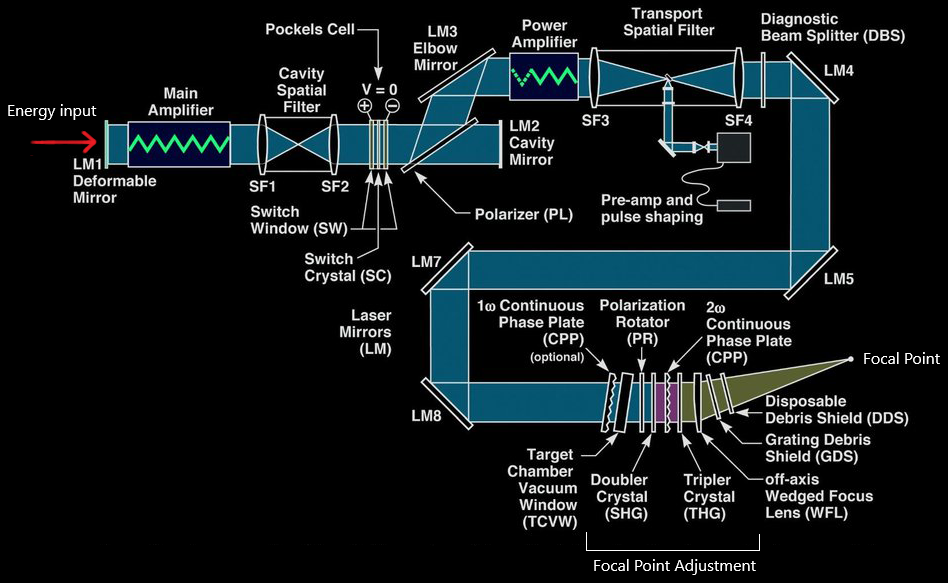 Transport
Spatial Filter
Diagnostic
Beam Splitter (DBS)
Power
Amplifier
LM3
Elbow
Mirror
Pockels Cell
LM4
Cavity
Spatial
Filter
V = 0
+
−
Main
Amplifier
Energy input
SF3
SF4
LM2
Cavity
Mirror
LM1
Deformable
Mirror
SF1
SF2
Switch
Window (SW)
Polarizer (PL)
Pre-amp and
pulse shaping
Switch
Crystal (SC)
LM7
LM5
Laser
Mirrors
(LM)
1ω Continuous
Phase Plate
(CPP)
(optional)
Polarization
Rotator
(PR)
2ω
Continuous
Phase Plate
(CPP)
Focal Point
LM8
Disposable
Debris Shield (DDS)
Grating Debris
Shield (GDS)
off-axis
Wedged Focus
Lens (WFL)
Target
Chamber
Vacuum
Window
(TCVW)
Doubler
Crystal
(SHG)
Tripler
Crystal
(THG)
Focal Point Adjustment